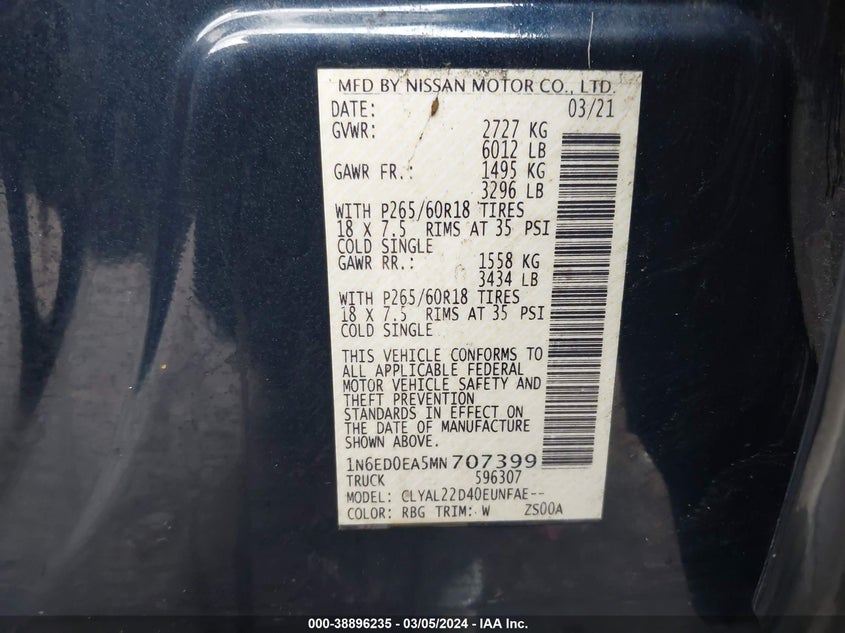 MFD BY NISSAN MOTOR CO., LTD.
DATE: 03/21
GVWR: 2727 KG
6012 LB
GAWR FR.: 1495 KG
3296 LB
WITH P265/60R18 TIRES
18 X 7.5 RIMS AT 35 PSI
COLD SINGLE
GAWR RR.: 1558 KG
3434 LB
WITH P265/60R18 TIRES
18 X 7.5 RIMS AT 35 PSI
COLD SINGLE
THIS VEHICLE CONFORMS TO
ALL APPLICABLE FEDERAL
MOTOR VEHICLE SAFETY AND
THEFT PREVENTION
STANDARDS IN EFFECT ON
THE DATE OF MANUFACTURE
SHOWN ABOVE.
1N6ED0EA5MN 707399
TRUCK 596307
MODEL: CLYAL22D40EUNFAE--
COLOR: RBG TRIM: W ZS00A
000-38896235 - 03/05/2024 - IAA Inc.